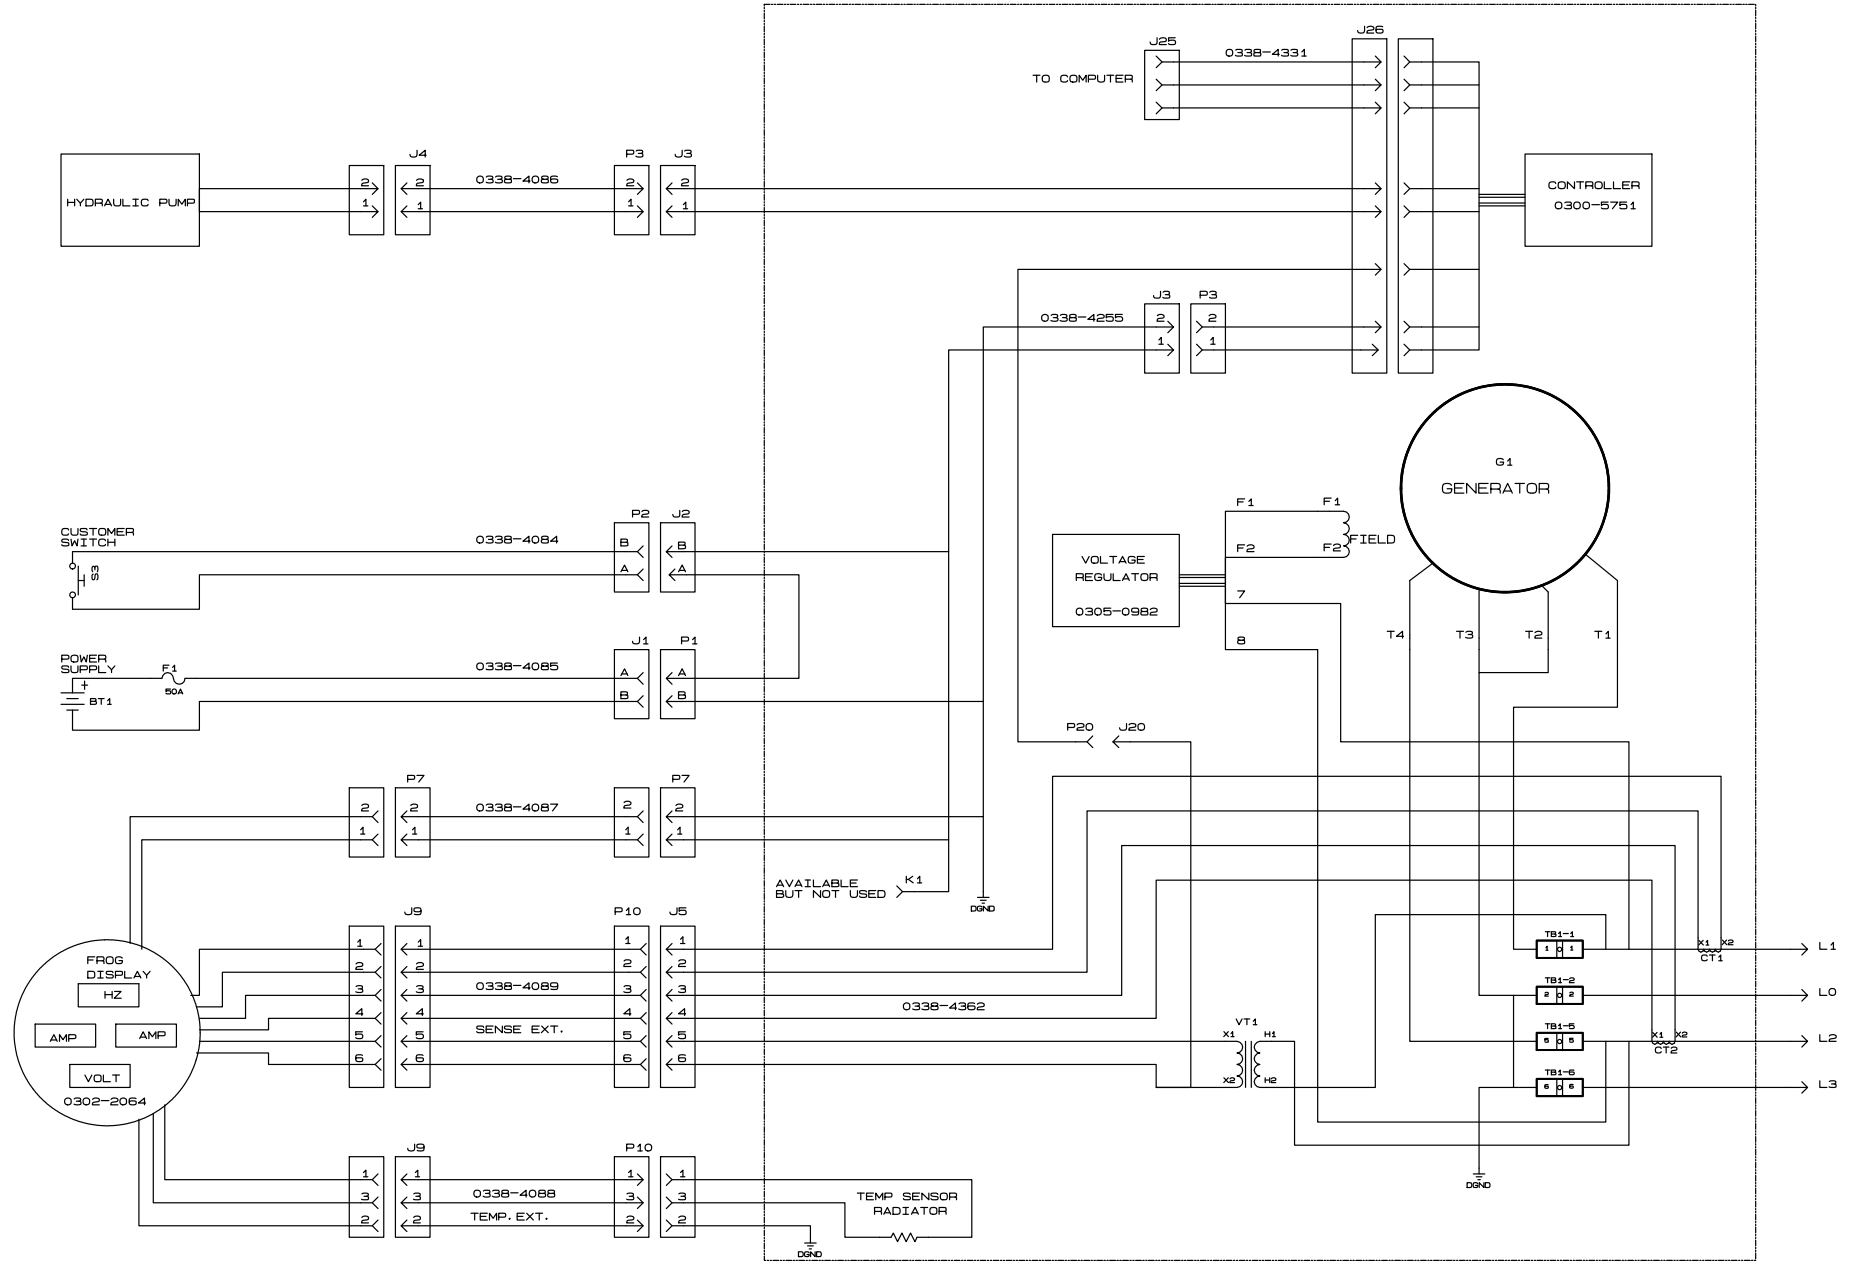 J25
0338-4331
J26
TO COMPUTER
HYDRAULIC PUMP
J4
0338-4086
P3
J3
2
2
2
2
1
1
1
1
CONTROLLER
0300-5751
0338-4255
J3
P3
2
2
1
1
G1
GENERATOR
CUSTOMER
SWITCH
S3
0338-4084
P2
J2
B
B
A
A
VOLTAGE
REGULATOR
0305-0982
F1
F1
F2
F2
FIELD
7
8
T4
T3
T2
T1
POWER
SUPPLY
F1
50A
+
BT1
0338-4085
J1
P1
A
A
B
B
P20
J20
P7
0338-4087
P7
2
2
2
2
1
1
1
1
AVAILABLE
BUT NOT USED
K1
DGND
FROG
DISPLAY
HZ
AMP
AMP
VOLT
0302-2064
J9
P10
J5
1
1
1
1
2
2
2
2
3
3
0338-4089
3
3
4
4
4
4
0338-4362
5
5
SENSE EXT.
5
5
6
6
6
6
VT1
X1
H1
X2
H2
TB1-1
1
1
X1
X2
CT1
L1
TB1-2
2
2
L0
TB1-5
5
5
X1
X2
CT2
L2
TB1-6
6
6
L3
DGND
J9
P10
1
1
1
1
3
3
0338-4088
3
3
2
2
TEMP.EXT.
2
2
TEMP SENSOR
RADIATOR
DGND